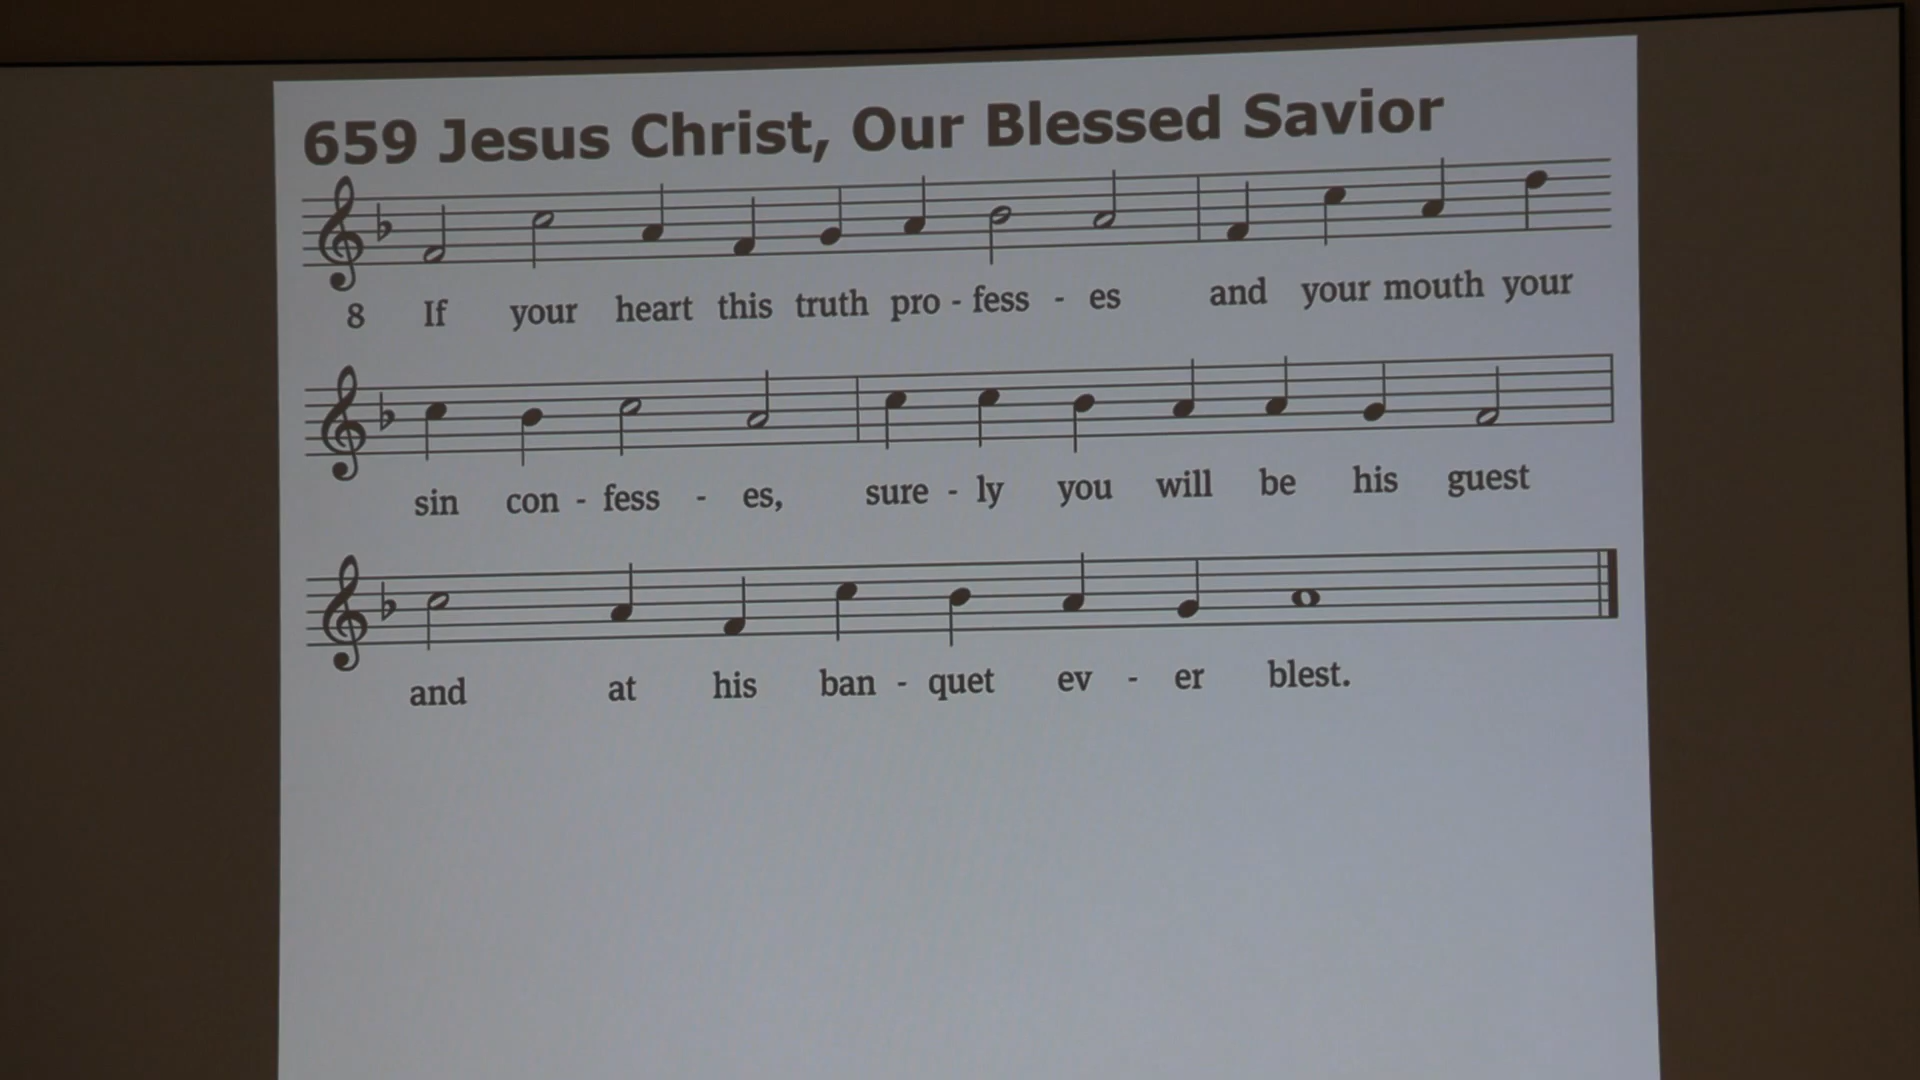 659 Jesus Christ, Our Blessed Savior
8 If your heart this truth pro - fess - es and your mouth your
sin con - fess - es, sure - ly you will be his guest
and at his ban - quet ev - er blest.